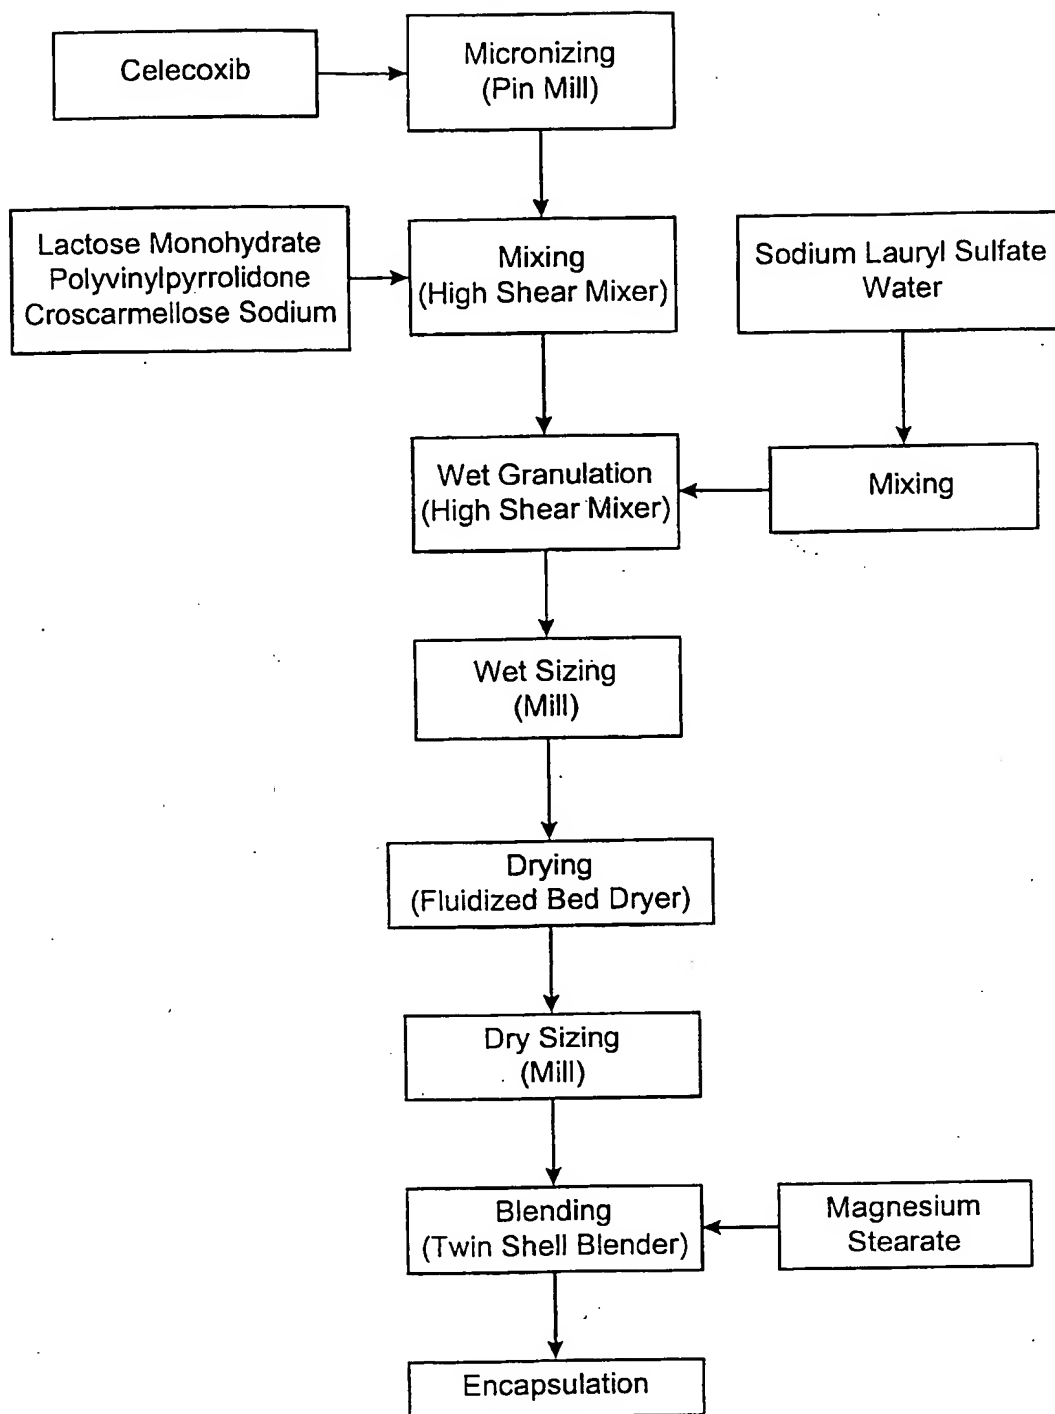 Celecoxib
Micronizing
(Pin Mill)
Lactose Monohydrate
Polyvinylpyrrolidone
Croscarmellose Sodium
Mixing
(High Shear Mixer)
Sodium Lauryl Sulfate
Water
Wet Granulation
(High Shear Mixer)
Mixing
Wet Sizing
(Mill)
Drying
(Fluidized Bed Dryer)
Dry Sizing
(Mill)
Blending
(Twin Shell Blender)
Magnesium
Stearate
Encapsulation